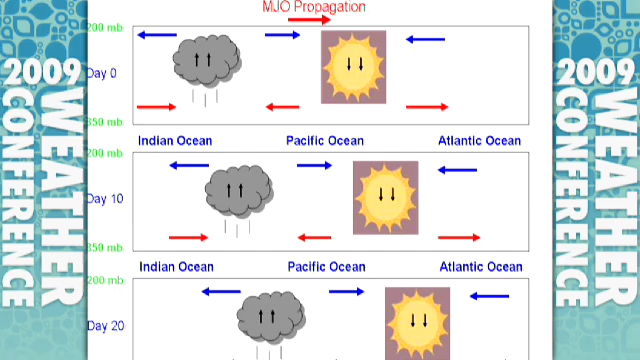 MJO Propagation
200 mb
Day 0
850 mb
Indian Ocean Pacific Ocean Atlantic Ocean
200 mb
Day 10
850 mb
Indian Ocean Pacific Ocean Atlantic Ocean
200 mb
Day 20
2009
WEATHER
CONFERENCE
2009
WEATHER
CONFERENCE